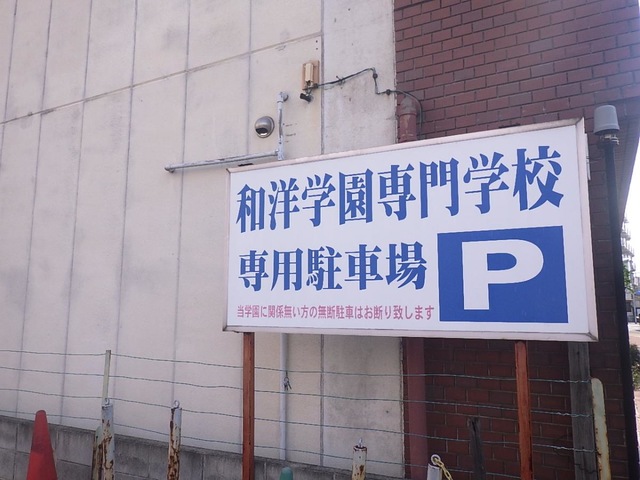 和洋学園専門学校
専用駐車場 P
当学園に関係無い方の無断駐車はお断り致します